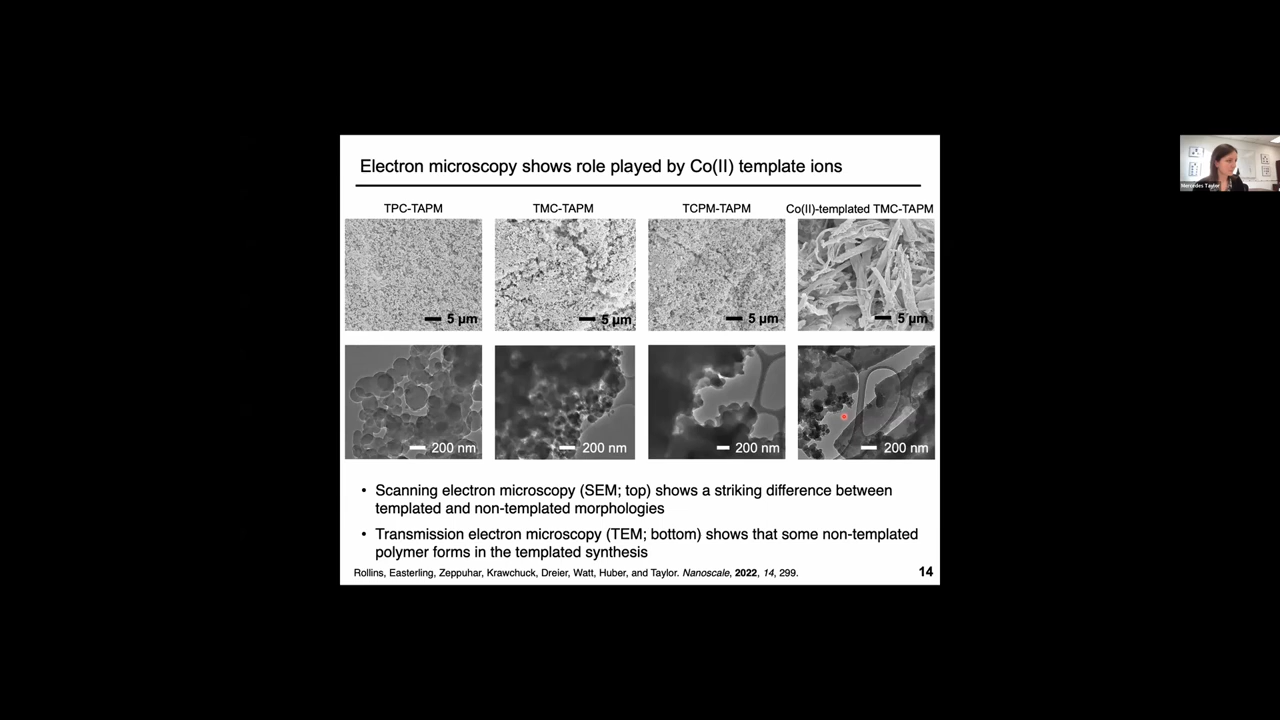 Electron microscopy shows role played by Co(II) template ions
TPC-TAPM
TMC-TAPM
TCPM-TAPM
Co(II)-templated TMC-TAPM
5 μm
5 μm
5 μm
5 μm
200 nm
200 nm
200 nm
200 nm
• Scanning electron microscopy (SEM; top) shows a striking difference between
templated and non-templated morphologies
• Transmission electron microscopy (TEM; bottom) shows that some non-templated
polymer forms in the templated synthesis
Rollins, Easterling, Zeppuhar, Krawchuck, Dreier, Watt, Huber, and Taylor. Nanoscale, 2022, 14, 299.
14
Mercedes Taylor